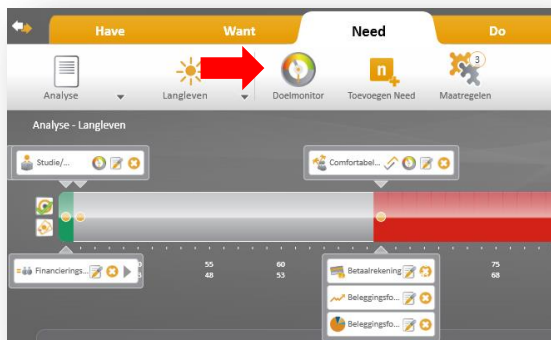 Have Want Need Do
3
Analyse Langleven Doelmonitor Toevoegen Need Maatregelen
Analyse - Langleven
Studie/... Comfortabel...
55 60 75
48 53 68
Financierings... Betaalrekening
Beleggingsfo...
Beleggingsfo...